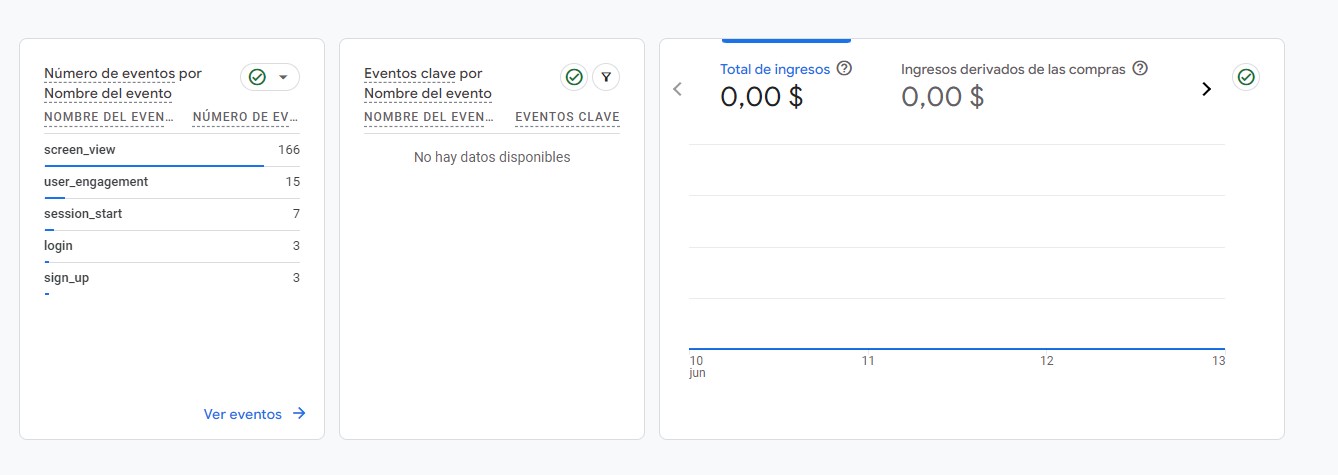 Número de eventos por
Nombre del evento
NOMBRE DEL EVEN… NÚMERO DE EV…
screen_view 166
user_engagement 15
session_start 7
login 3
sign_up 3
Ver eventos
Eventos clave por
Nombre del evento
NOMBRE DEL EVEN… EVENTOS CLAVE
No hay datos disponibles
Total de ingresos Ingresos derivados de las compras
0,00 $ 0,00 $
10 11 12 13
jun